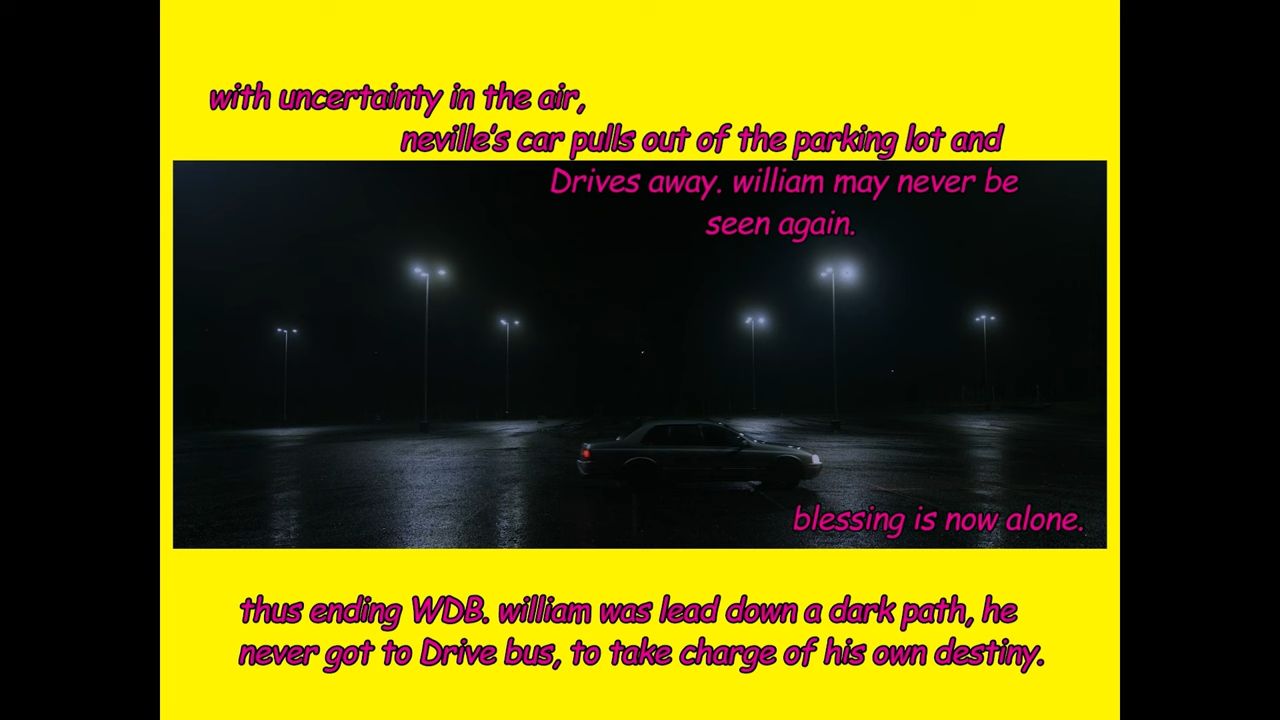 with uncertainty in the air,
neville's car pulls out of the parking lot and
Drives away. william may never be
seen again.
blessing is now alone.
thus ending WDB. william was lead down a dark path, he
never got to Drive bus, to take charge of his own destiny.